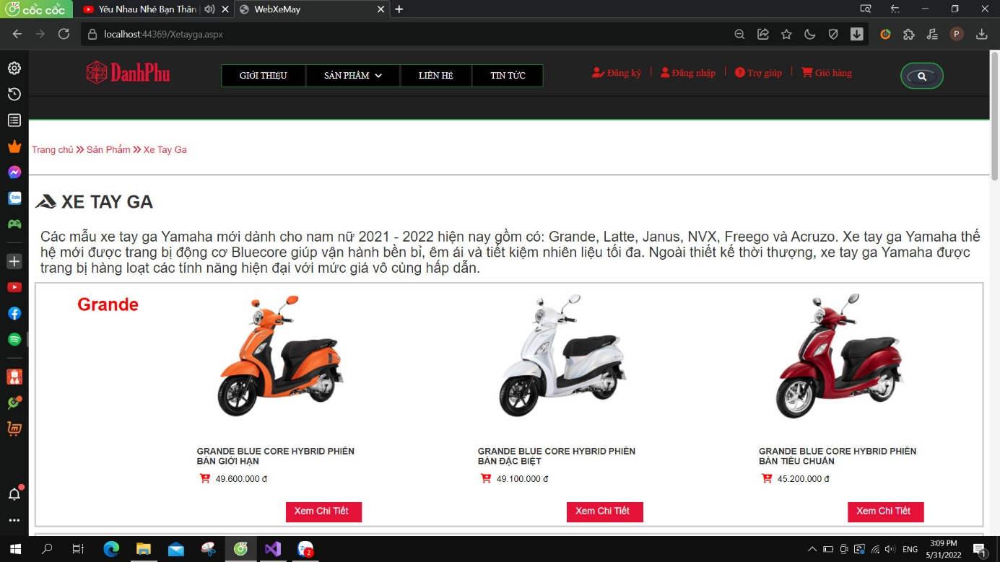 cốc cốc
Yêu Nhau Nhé Bạn Thân
WebXeMay
localhost:44369/Xetayga.aspx
P
DanhPhu
GIỚI THIỆU
SẢN PHẨM
LIÊN HỆ
TIN TỨC
Đăng ký
Đăng nhập
Trợ giúp
Giỏ hàng
Trang chủ » Sản Phẩm » Xe Tay Ga
XE TAY GA
Các mẫu xe tay ga Yamaha mới dành cho nam nữ 2021 - 2022 hiện nay gồm có: Grande, Latte, Janus, NVX, Freego và Acruzo. Xe tay ga Yamaha thế
hệ mới được trang bị động cơ Bluecore giúp vận hành bền bỉ, êm ái và tiết kiệm nhiên liệu tối đa. Ngoài thiết kế thời thượng, xe tay ga Yamaha được
trang bị hàng loạt các tính năng hiện đại với mức giá vô cùng hấp dẫn.
Grande
GRANDE BLUE CORE HYBRID PHIÊN
BẢN GIỚI HẠN
49.600.000 đ
Xem Chi Tiết
GRANDE BLUE CORE HYBRID PHIÊN
BẢN ĐẶC BIỆT
49.100.000 đ
Xem Chi Tiết
GRANDE BLUE CORE HYBRID PHIÊN
BẢN TIÊU CHUẨN
45.200.000 đ
Xem Chi Tiết
Zalo
2
ENG
3:09 PM
5/31/2022
1